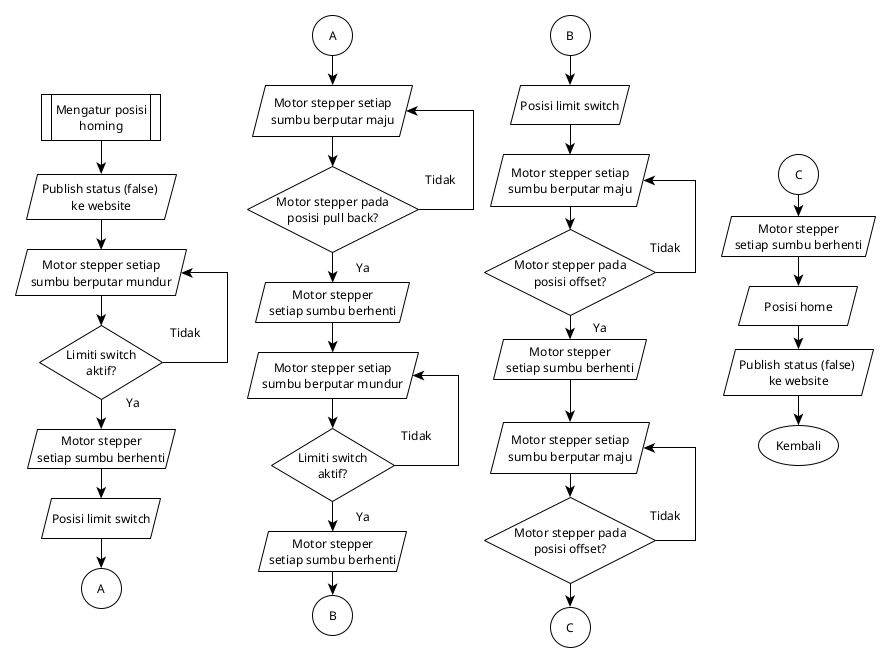 Mengatur posisi
homing
Publish status (false)
ke website
Motor stepper setiap
sumbu berputar mundur
Tidak
Limiti switch
aktif?
Ya
Motor stepper
setiap sumbu berhenti
Posisi limit switch
A
A
Motor stepper setiap
sumbu berputar maju
Tidak
Motor stepper pada
posisi pull back?
Ya
Motor stepper
setiap sumbu berhenti
Motor stepper setiap
sumbu berputar mundur
Tidak
Limiti switch
aktif?
Ya
Motor stepper
setiap sumbu berhenti
B
B
Posisi limit switch
Motor stepper setiap
sumbu berputar maju
Tidak
Motor stepper pada
posisi offset?
Ya
Motor stepper
setiap sumbu berhenti
Motor stepper setiap
sumbu berputar maju
Tidak
Motor stepper pada
posisi offset?
C
C
Motor stepper
setiap sumbu berhenti
Posisi home
Publish status (false)
ke website
Kembali